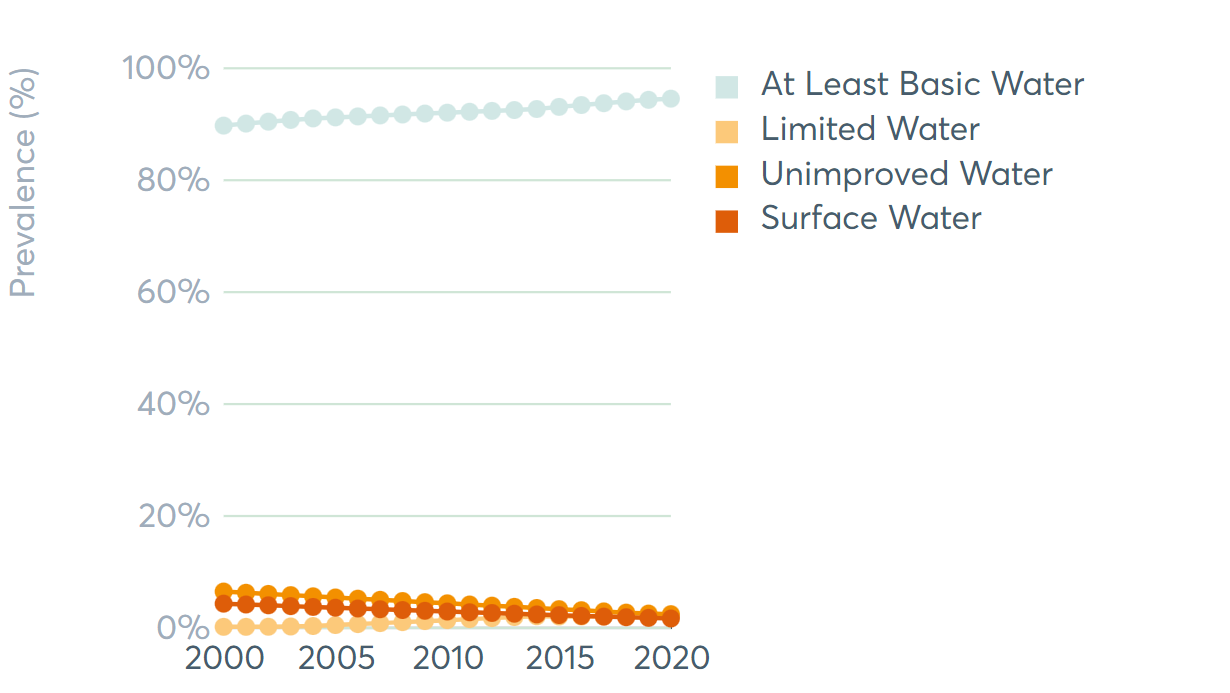 Prevalence (%)
100%
80%
60%
40%
20%
0%
2000 2005 2010 2015 2020
At Least Basic Water
Limited Water
Unimproved Water
Surface Water